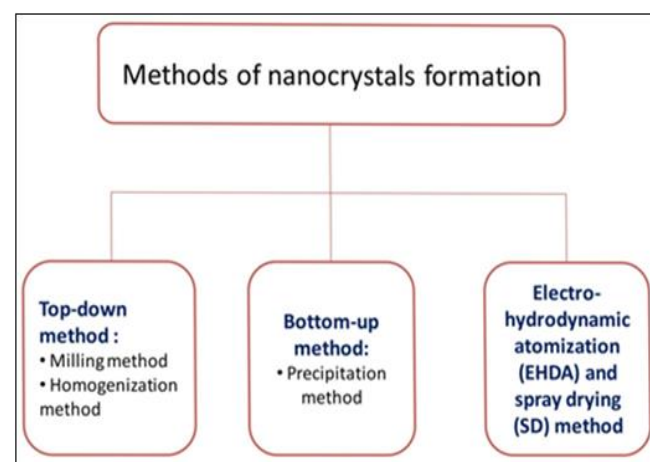 Methods of nanocrystals formation
Top-down
method :
• Milling method
• Homogenization
method
Bottom-up
method:
• Precipitation
method
Electro-
hydrodynamic
atomization
(EHDA) and
spray drying
(SD) method